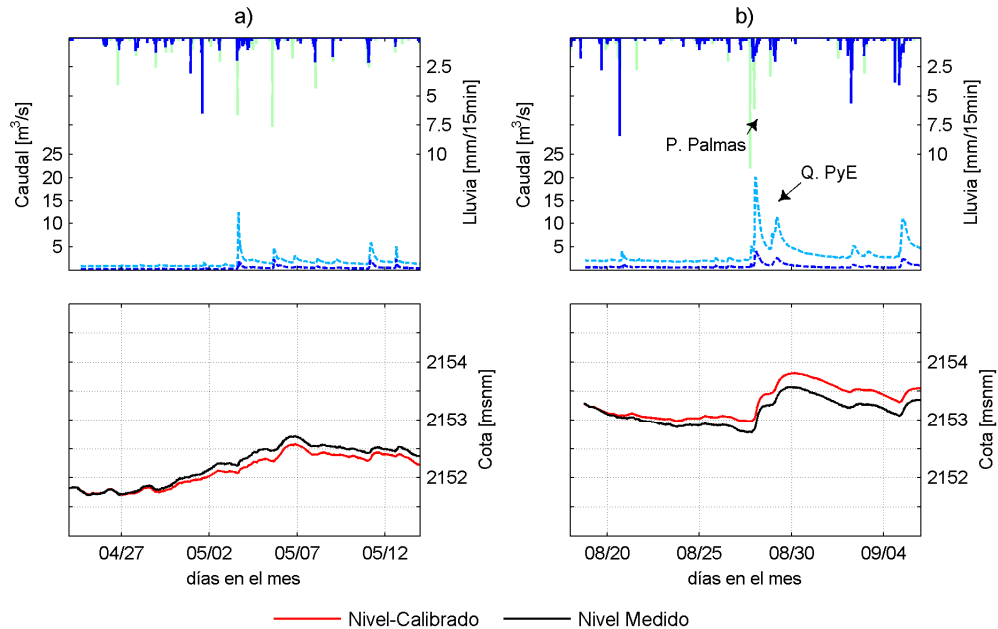 a)
b)
Caudal [m³/s]
25
20
15
10
5
2.5
5
7.5
10
Lluvia [mm/15min]
Caudal [m³/s]
25
20
15
10
5
P. Palmas
Q. PyE
2.5
5
7.5
10
Lluvia [mm/15min]
2154
2153
2152
Cota [msnm]
04/27 05/02 05/07 05/12
días en el mes
2154
2153
2152
Cota [msnm]
08/20 08/25 08/30 09/04
días en el mes
Nivel-Calibrado Nivel Medido